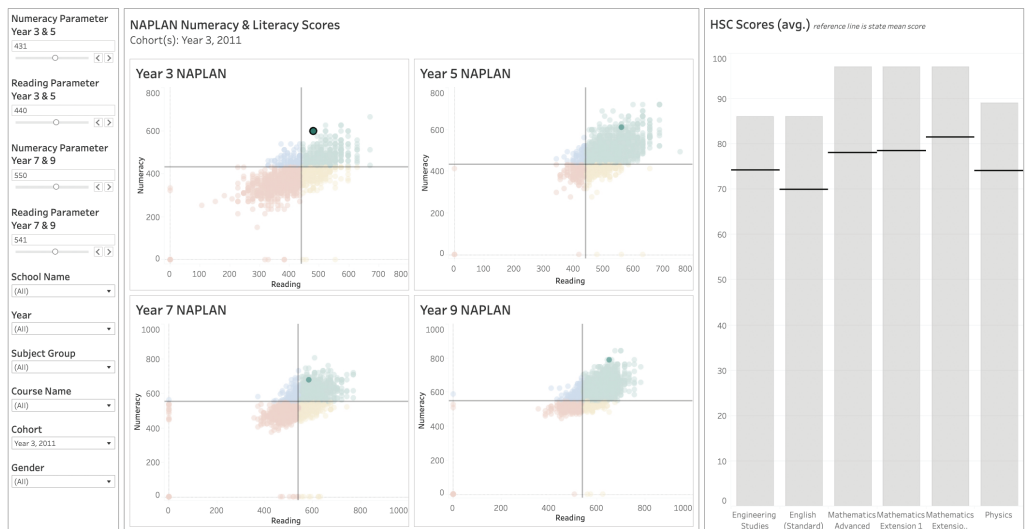 Numeracy Parameter
Year 3 & 5
431
Reading Parameter
Year 3 & 5
440
Numeracy Parameter
Year 7 & 9
550
Reading Parameter
Year 7 & 9
541
School Name
(All)
Year
(All)
Subject Group
(All)
Course Name
(All)
Cohort
Year 3, 2011
Gender
(All)
NAPLAN Numeracy & Literacy Scores
Cohort(s): Year 3, 2011
Year 3 NAPLAN
800
600
400
200
0
Numeracy
0 100 200 300 400 500 600 700 800
Reading
Year 5 NAPLAN
800
600
400
200
0
Numeracy
0 100 200 300 400 500 600 700 800
Reading
Year 7 NAPLAN
1000
800
600
400
200
0
Numeracy
0 200 400 600 800 1000
Reading
Year 9 NAPLAN
1000
800
600
400
200
0
Numeracy
0 200 400 600 800 1000
Reading
HSC Scores (avg.) reference line is state mean score
100
90
80
70
60
50
40
30
20
10
0
Engineering Studies
English (Standard)
Mathematics Advanced
Mathematics Extension 1
Mathematics Extensio..
Physics